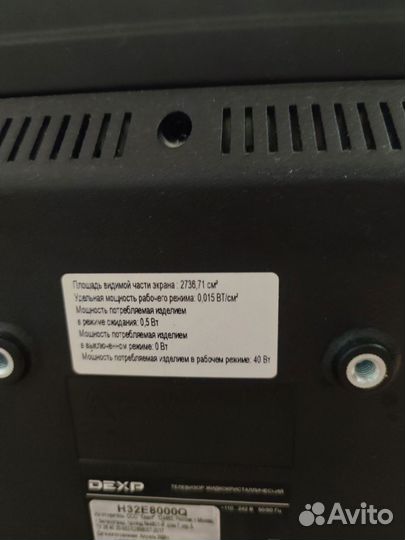 Площадь видимой части экрана : 2736,71 см²
Удельная мощность рабочего режима: 0,015 ВТ/см²
Мощность потребляемая изделием
в режиме ожидания: 0,5 Вт
Мощность потребляемая изделием
в выключенном режиме: 0 Вт
Мощность потребляемая изделием в рабочем режиме: 40 Вт
DEXP ТЕЛЕВИЗОР ЖИДКОКРИСТАЛЛИЧЕСКИЙ
H32E8000Q
Avito